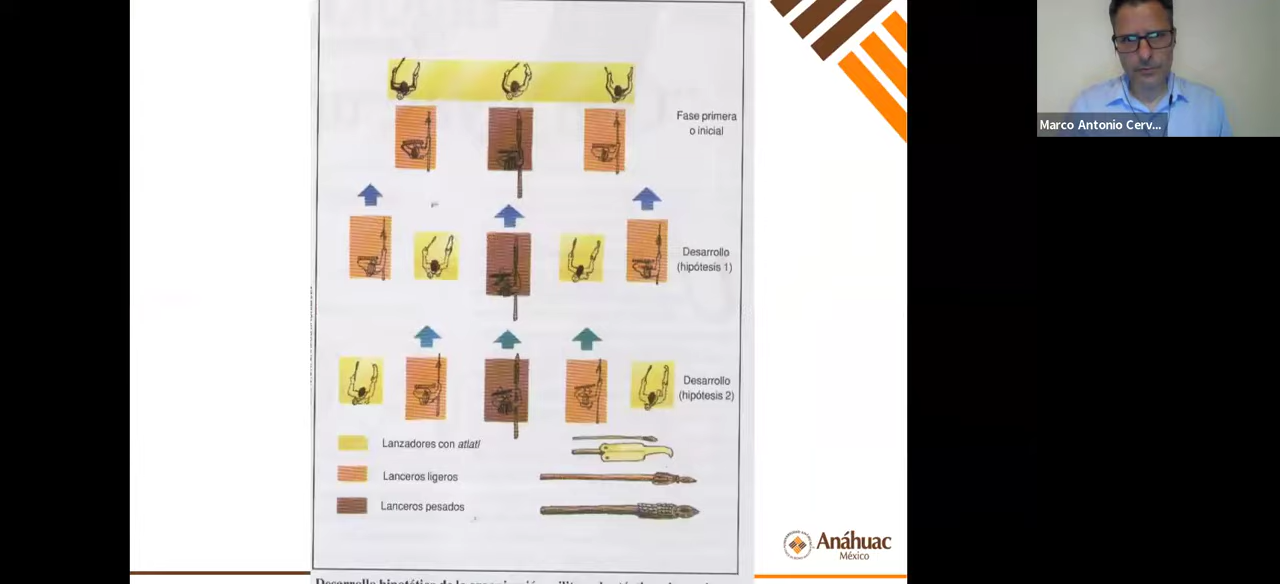 Marco Antonio Cerv...
Fase primera
o inicial
Desarrollo
(hipótesis 1)
Desarrollo
(hipótesis 2)
Lanzadores con atlatl
Lanceros ligeros
Lanceros pesados
Anáhuac
México